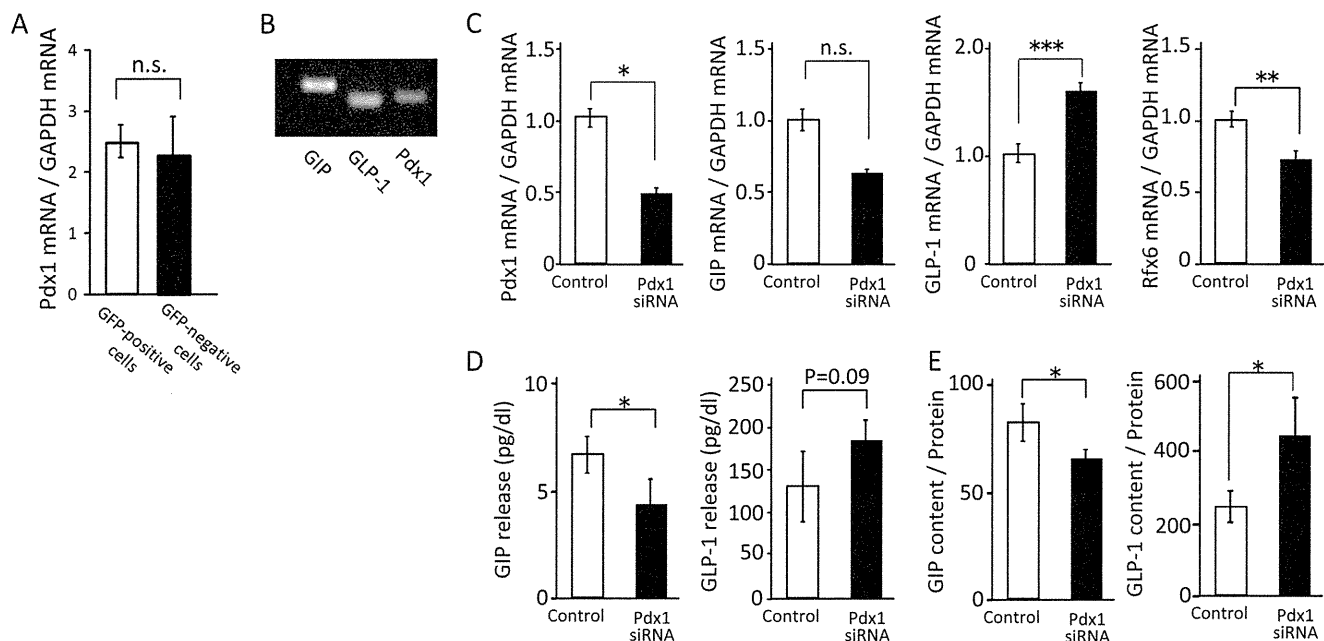 A
Pdx1 mRNA / GAPDH mRNA
4
3
2
1
0
n.s.
GFP-positive
cells
GFP-negative
cells
B
GIP
GLP-1
Pdx1
C
Pdx1 mRNA / GAPDH mRNA
1.5
1.0
0.5
0
*
Control
Pdx1
siRNA
GIP mRNA / GAPDH mRNA
1.5
1.0
0.5
0
n.s.
Control
Pdx1
siRNA
GLP-1 mRNA / GAPDH mRNA
2.0
1.0
0
***
Control
Pdx1
siRNA
Rfx6 mRNA / GAPDH mRNA
1.5
1.0
0.5
0
**
Control
Pdx1
siRNA
D
GIP release (pg/dl)
10
5
0
*
Control
Pdx1
siRNA
GLP-1 release (pg/dl)
250
200
150
100
50
0
P=0.09
Control
Pdx1
siRNA
E
GIP content / Protein
100
50
0
*
Control
Pdx1
siRNA
GLP-1 content / Protein
600
400
200
0
*
Control
Pdx1
siRNA